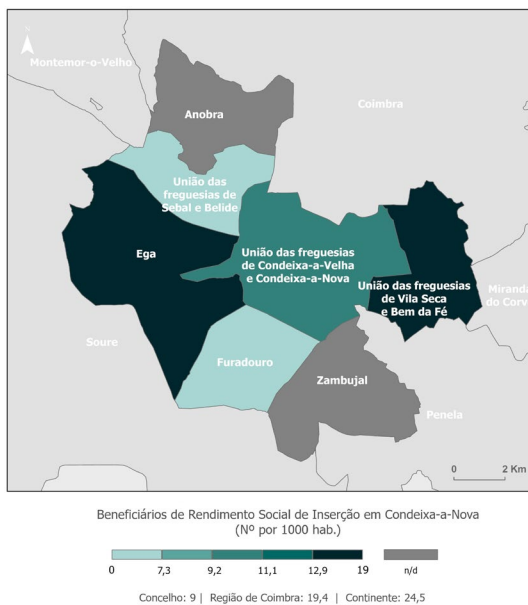 N
Montemor-o-Velho
Coimbra
Anobra
União das
freguesias de
Sebal e Belide
Ega
União das freguesias
de Condeixa-a-Velha
e Condeixa-a-Nova
União das freguesias
de Vila Seca
e Bem da Fé
Miranda
do Corv
Soure
Furadouro
Zambujal
Penela
0 2 Km
Beneficiários de Rendimento Social de Inserção em Condeixa-a-Nova
(Nº por 1000 hab.)
0 7,3 9,2 11,1 12,9 19 n/d
Concelho: 9 | Região de Coimbra: 19,4 | Continente: 24,5